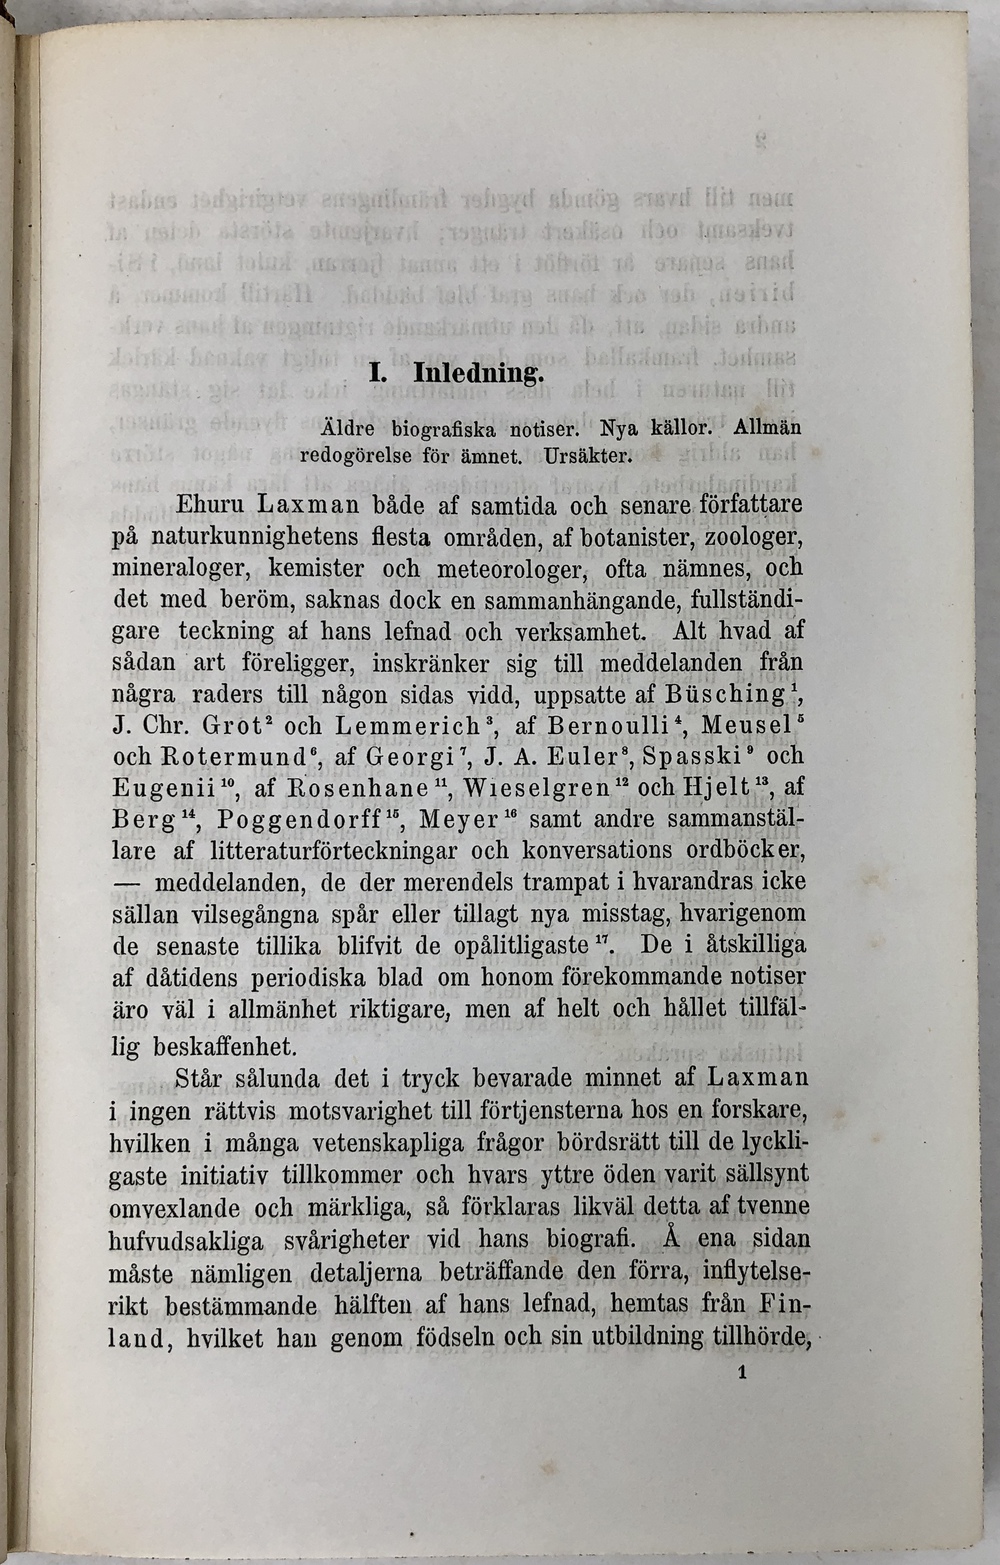 I. Inledning.
Äldre biografiska notiser. Nya källor. Allmän
redogörelse för ämnet. Ursäkter.
Ehuru Laxman både af samtida och senare författare
på naturkunnighetens flesta områden, af botanister, zoologer,
mineraloger, kemister och meteorologer, ofta nämnes, och
det med beröm, saknas dock en sammanhängande, fullständi-
gare teckning af hans lefnad och verksamhet. Alt hvad af
sådan art föreligger, inskränker sig till meddelanden från
några raders till någon sidas vidd, uppsatte af Büsching¹,
J. Chr. Grot² och Lemmerich³, af Bernoulli⁴, Meusel⁵
och Rotermund⁶, af Georgi⁷, J. A. Euler⁸, Spasski⁹ och
Eugenii¹⁰, af Rosenhane¹¹, Wieselgren¹² och Hjelt¹³, af
Berg¹⁴, Poggendorff¹⁵, Meyer¹⁶ samt andre sammanstäl-
lare af litteraturförteckningar och konversations ordböcker,
— meddelanden, de der merendels trampat i hvarandras icke
sällan vilsegångna spår eller tillagt nya misstag, hvarigenom
de senaste tillika blifvit de opålitligaste¹⁷. De i åtskilliga
af dåtidens periodiska blad om honom förekommande notiser
äro väl i allmänhet riktigare, men af helt och hållet tillfäl-
lig beskaffenhet.
Står sålunda det i tryck bevarade minnet af Laxman
i ingen rättvis motsvarighet till förtjensterna hos en forskare,
hvilken i många vetenskapliga frågor bördsrätt till de lyckli-
gaste initiativ tillkommer och hvars yttre öden varit sällsynt
omvexlande och märkliga, så förklaras likväl detta af tvenne
hufvudsakliga svårigheter vid hans biografi. Å ena sidan
måste nämligen detaljerna beträffande den förra, inflytelse-
rikt bestämmande hälften af hans lefnad, hemtas från Fin-
land, hvilket han genom födseln och sin utbildning tillhörde,
1